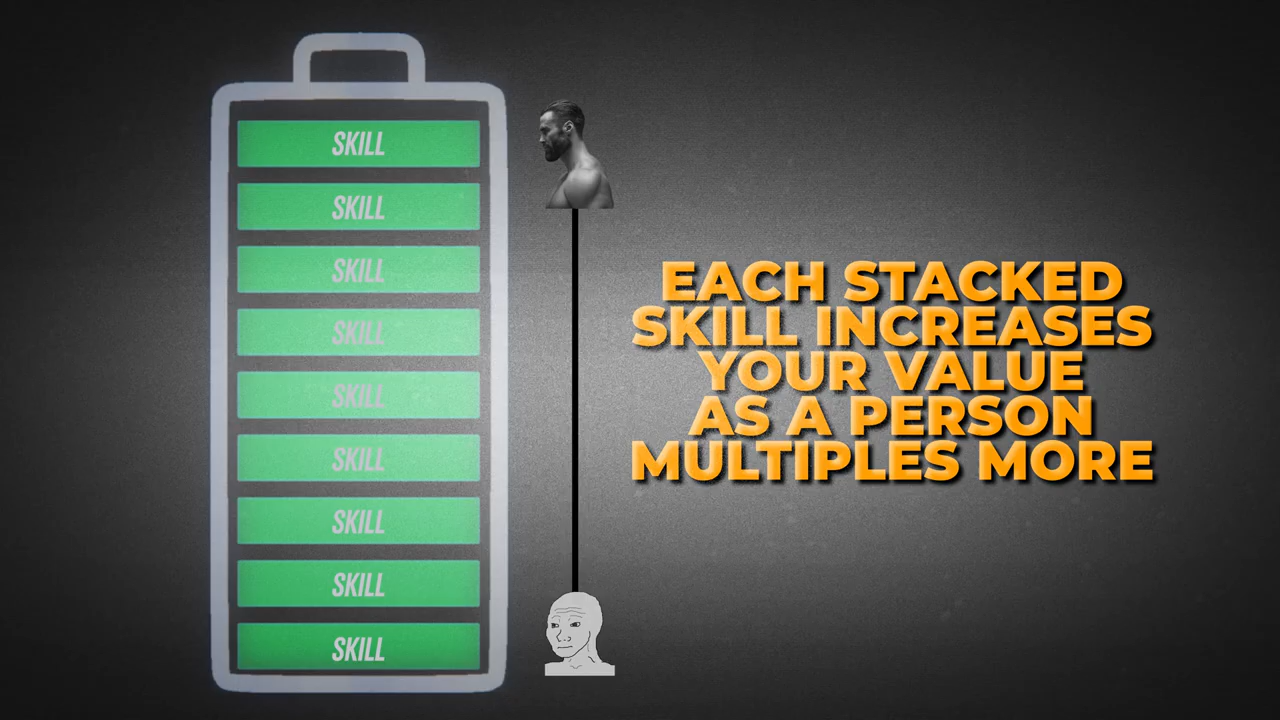 SKILL
SKILL
SKILL
SKILL
SKILL
SKILL
SKILL
SKILL
SKILL
EACH STACKED
SKILL INCREASES
YOUR VALUE
AS A PERSON
MULTIPLES MORE